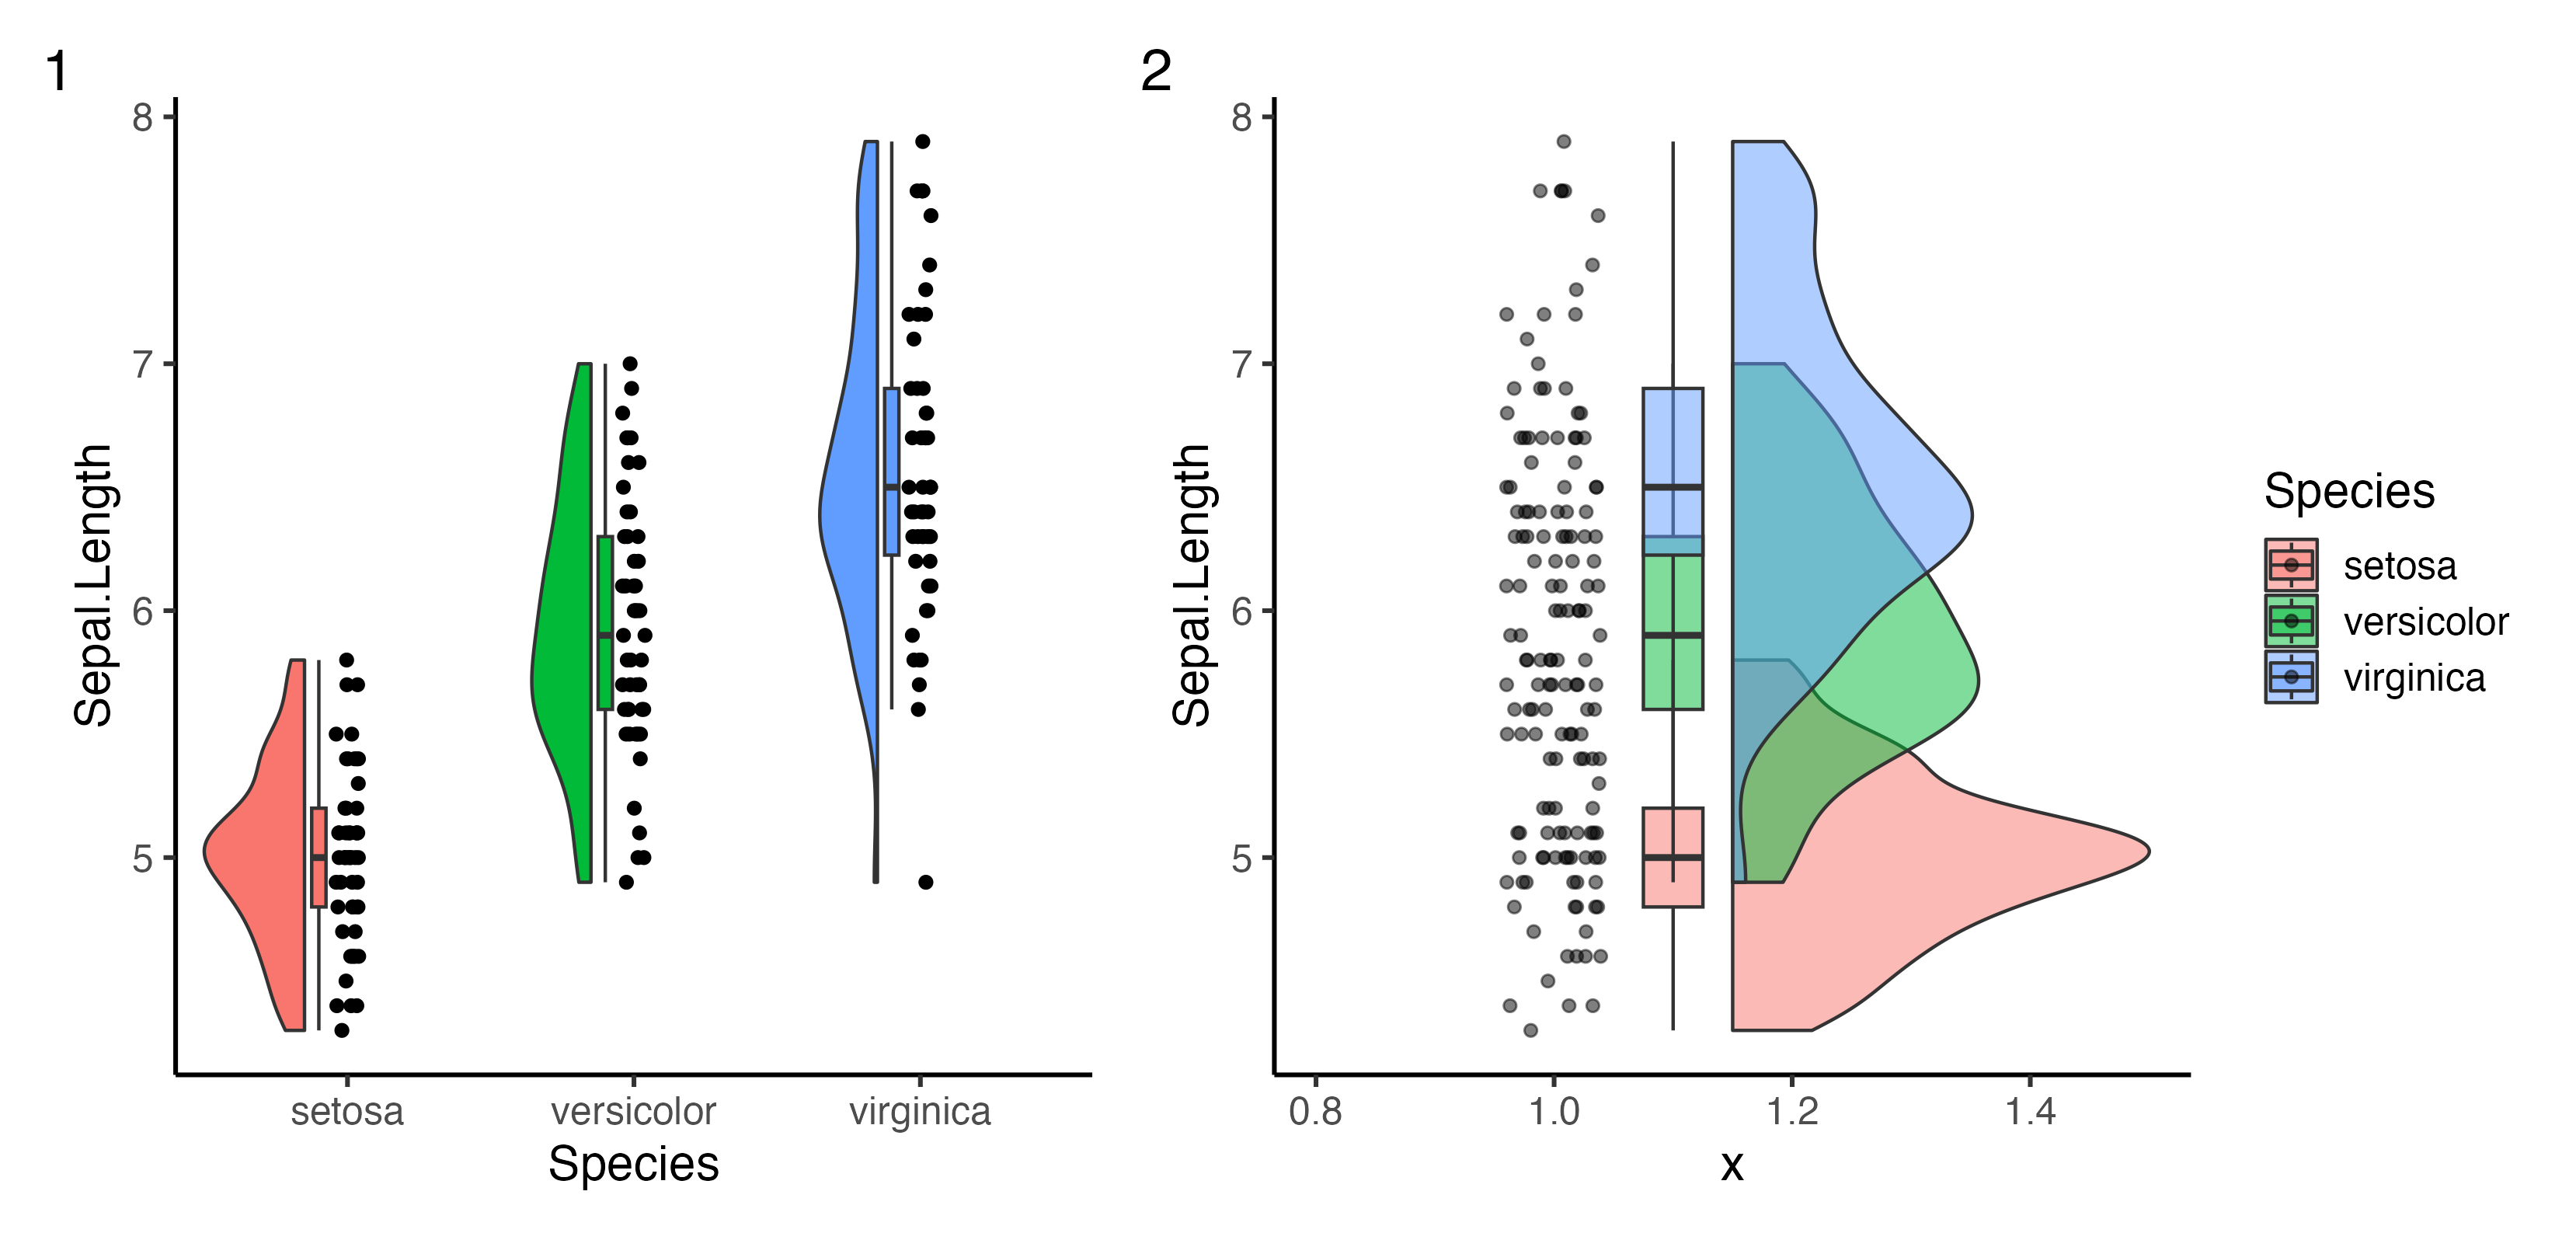 1
8
7
6
5
Sepal.Length
setosa versicolor virginica
Species
2
8
7
6
5
Sepal.Length
0.8 1.0 1.2 1.4
x
Species
setosa
versicolor
virginica